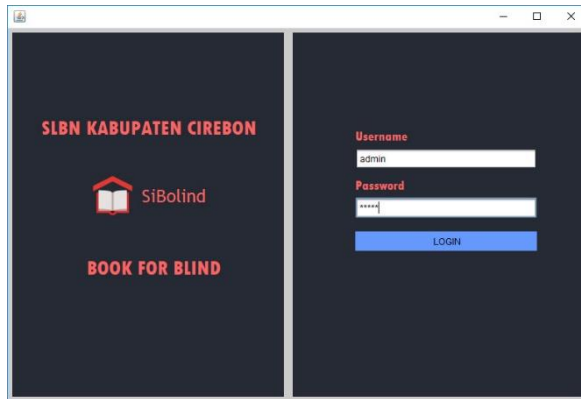 SLBN KABUPATEN CIREBON
SiBolind
BOOK FOR BLIND
Username
admin
Password
*****
LOGIN